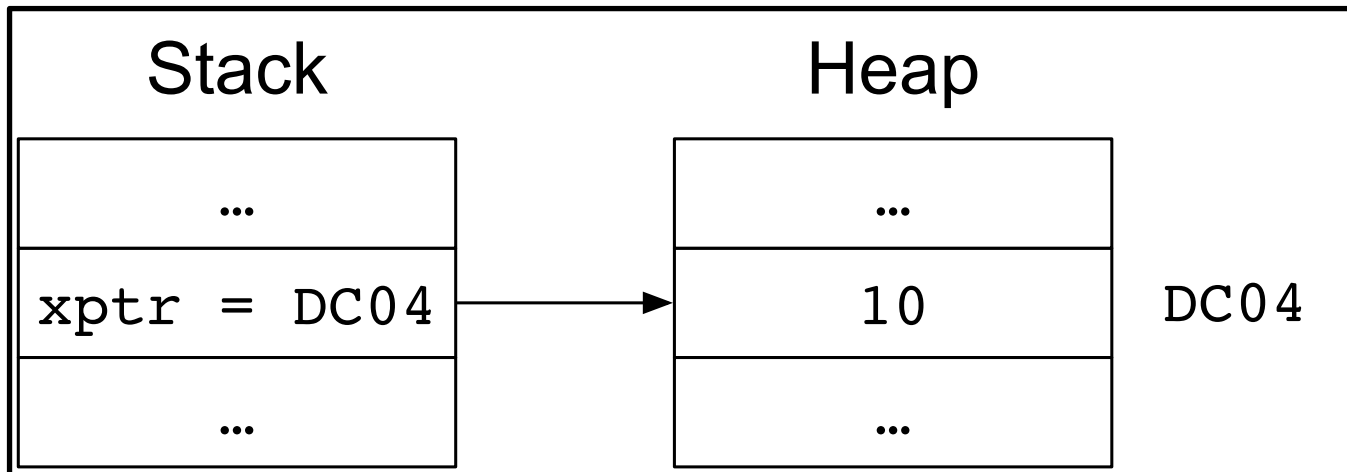 Stack Heap
… …
xptr = DC04 10 DC04
… …